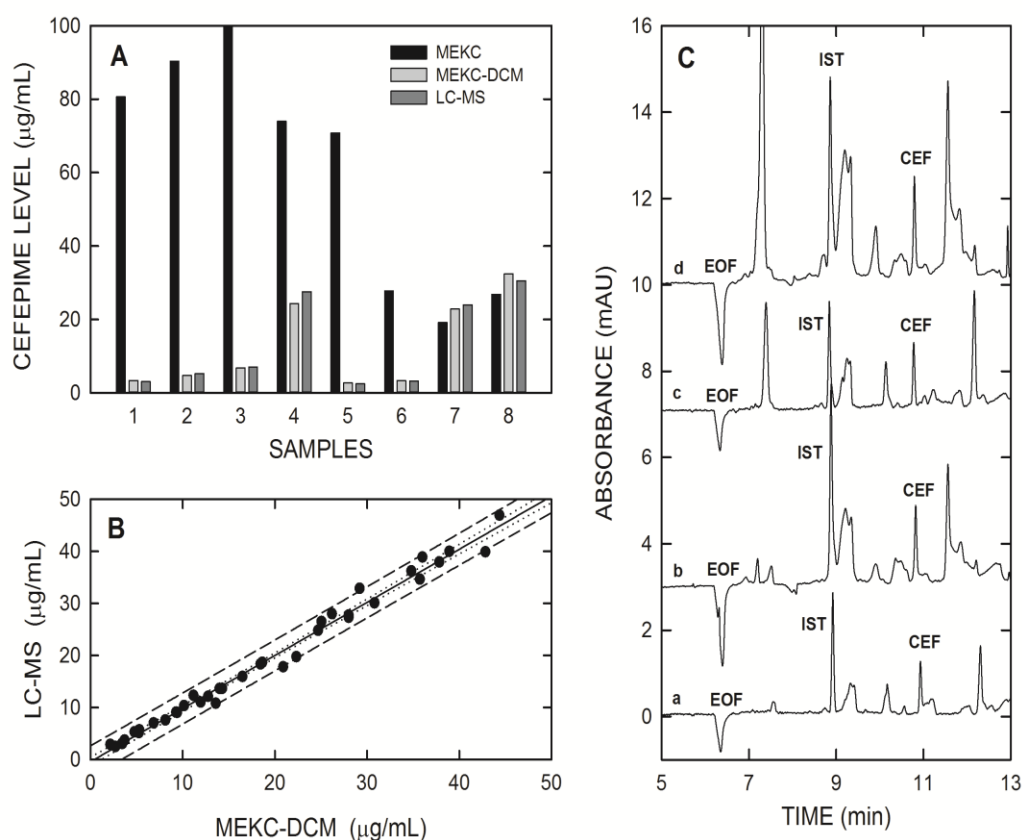 A
CEFEPIME LEVEL (μg/mL)
100
80
60
40
20
0
MEKC
MEKC-DCM
LC-MS
1 2 3 4 5 6 7 8
SAMPLES
B
LC-MS (μg/mL)
50
40
30
20
10
0
0 10 20 30 40 50
MEKC-DCM (μg/mL)
C
ABSORBANCE (mAU)
16
14
12
10
8
6
4
2
0
IST
CEF
d EOF
IST CEF
c EOF
IST
CEF
b EOF
IST
CEF
a EOF
5 7 9 11 13
TIME (min)